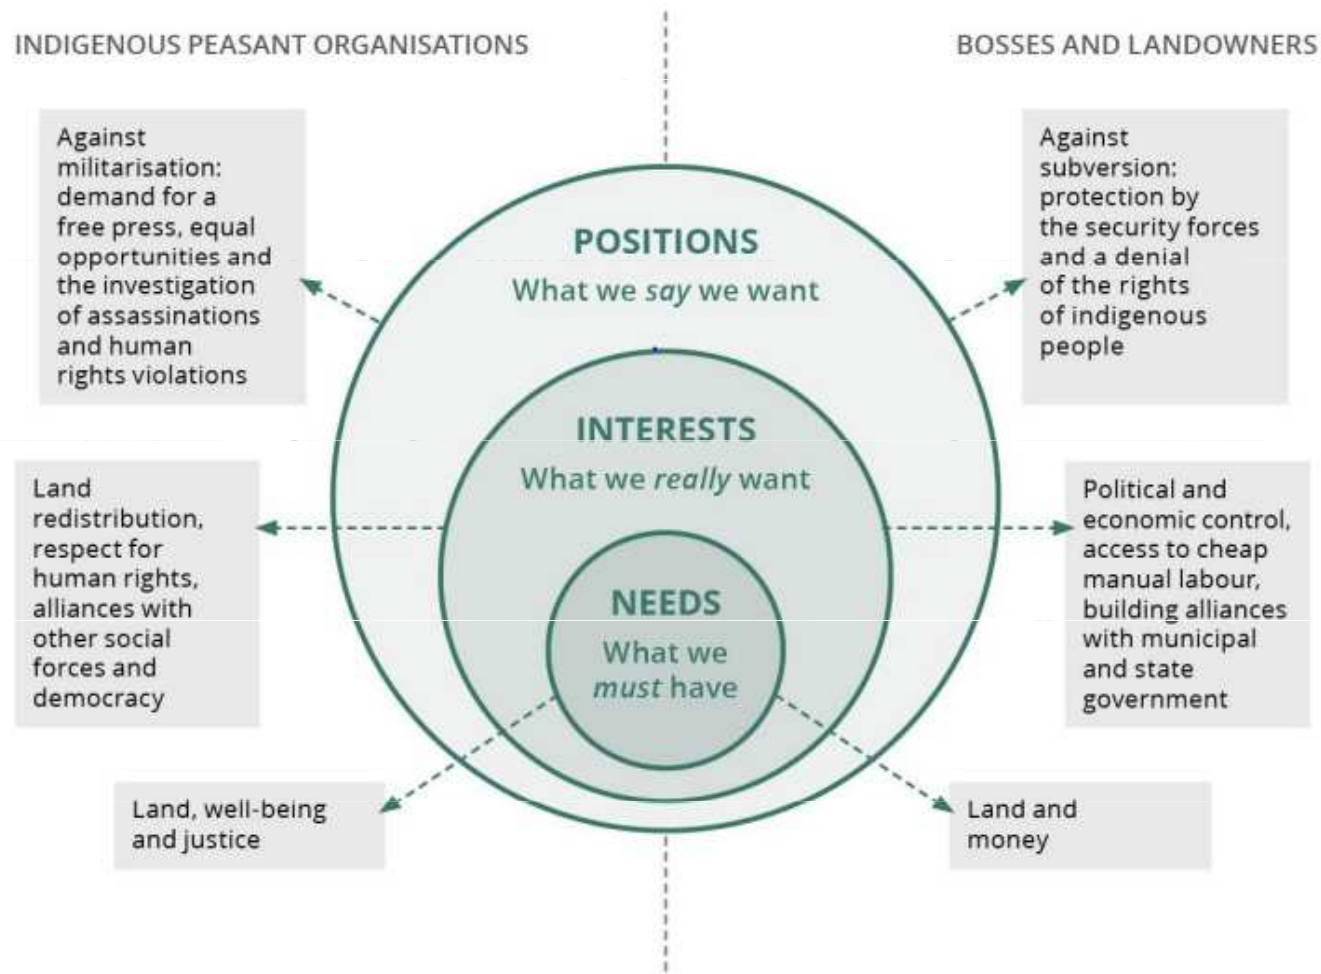 INDIGENOUS PEASANT ORGANISATIONS
BOSSES AND LANDOWNERS
Against
militarisation:
demand for a
free press, equal
opportunities and
the investigation
of assassinations
and human
rights violations
Against
subversion:
protection by
the security forces
and a denial
of the rights
of indigenous
people
POSITIONS
What we say we want
INTERESTS
What we really want
Land
redistribution,
respect for
human rights,
alliances with
other social
forces and
democracy
Political and
economic control,
access to cheap
manual labour,
building alliances
with municipal
and state
government
NEEDS
What we
must have
Land, well-being
and justice
Land and
money